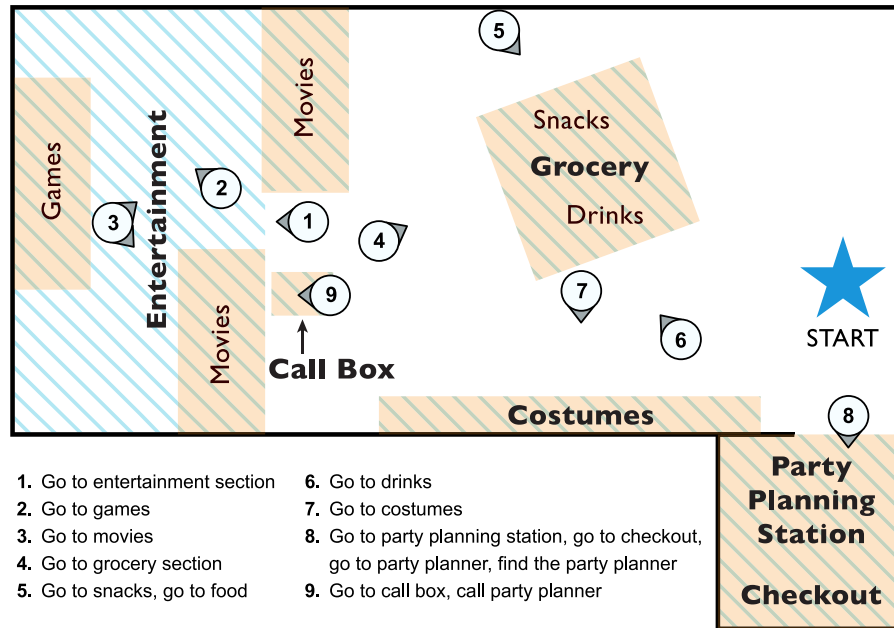 5
Movies
Snacks
Grocery
Drinks
Games
Entertainment
2
3
1
4
9
7
6
START
Movies
Call Box
Costumes
8
Party
Planning
Station
Checkout
1. Go to entertainment section
2. Go to games
3. Go to movies
4. Go to grocery section
5. Go to snacks, go to food
6. Go to drinks
7. Go to costumes
8. Go to party planning station, go to checkout,
go to party planner, find the party planner
9. Go to call box, call party planner